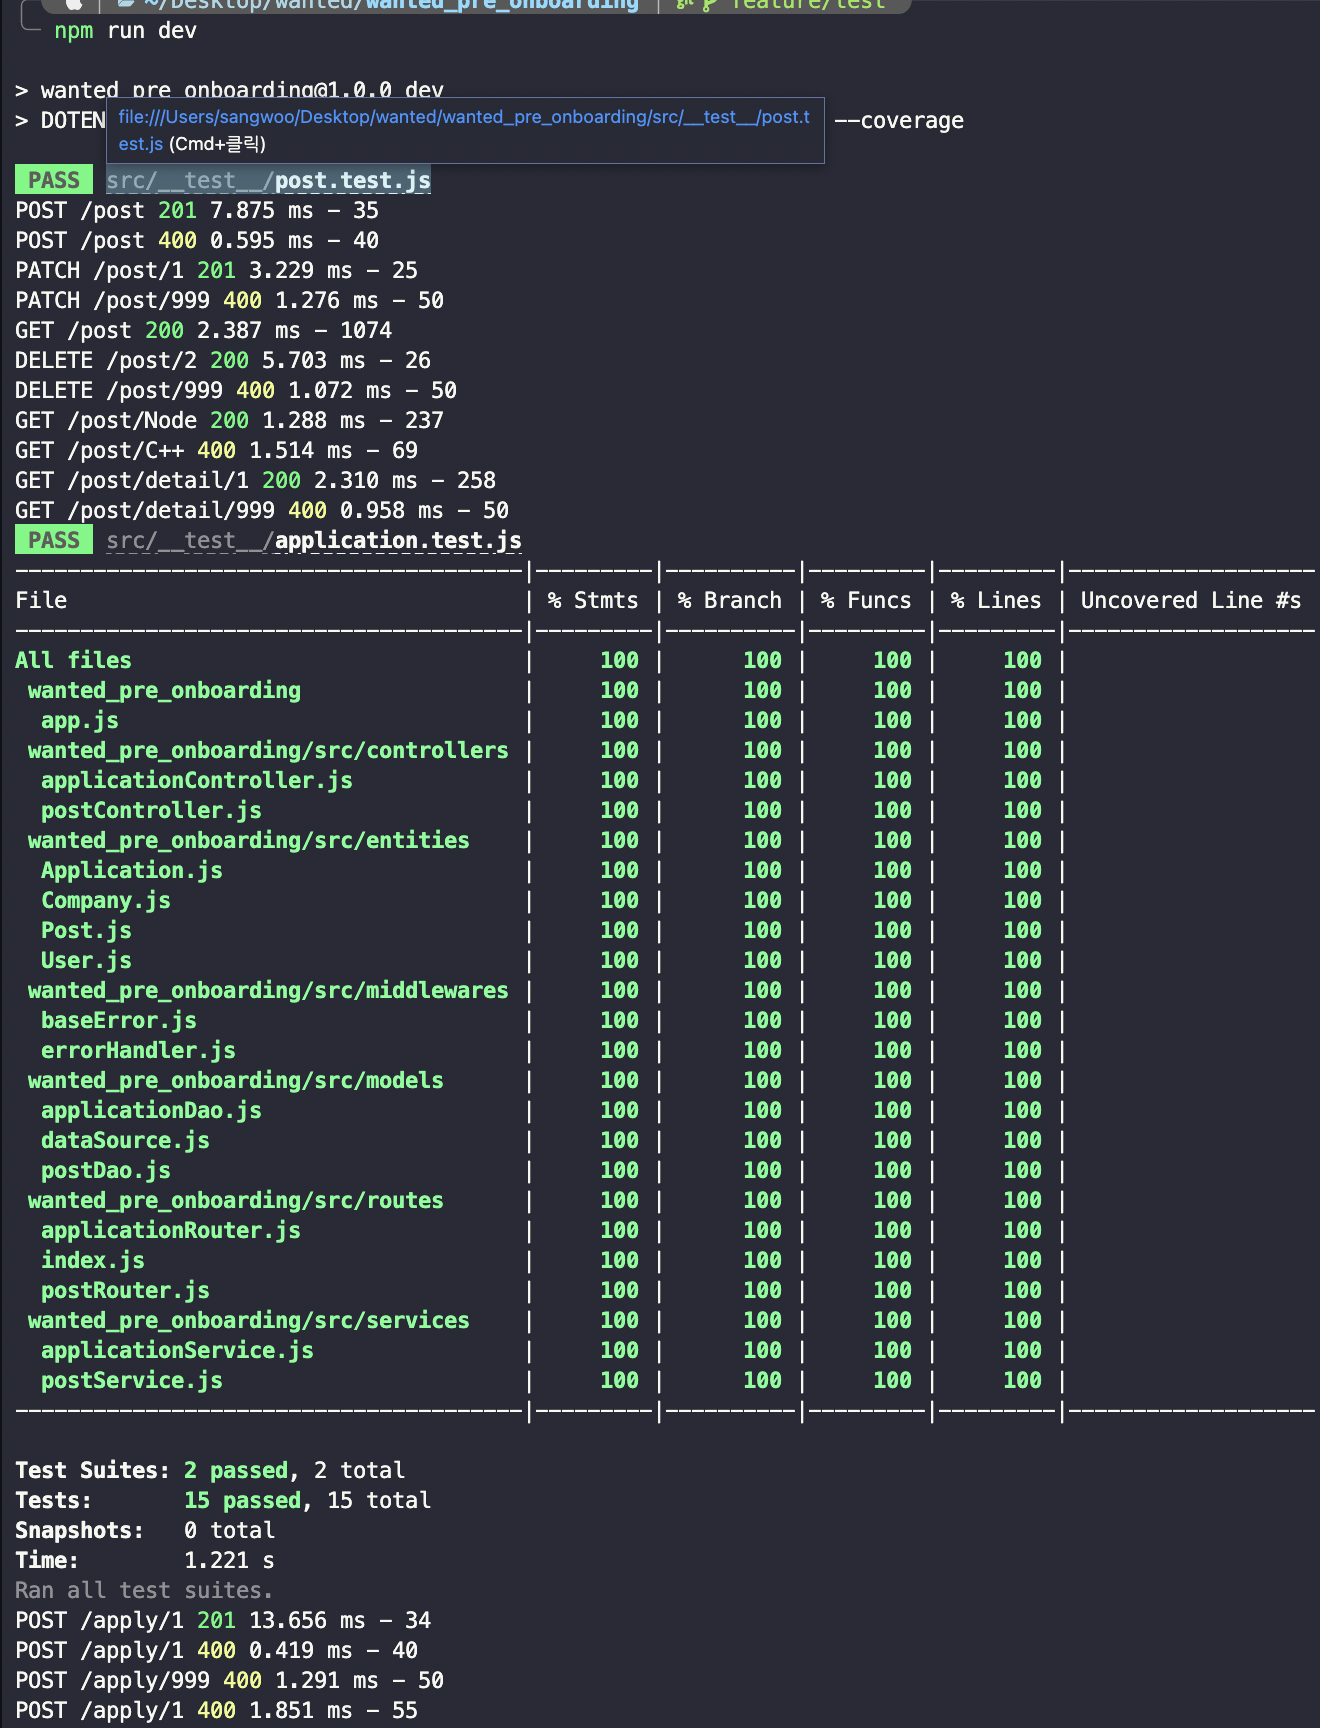 ~/Desktop/wanted/wanted_pre_onboarding | feature/test
npm run dev
> wanted_pre_onboarding@1.0.0 dev
> DOTEN --coverage
file:///Users/sangwoo/Desktop/wanted/wanted_pre_onboarding/src/__test__/post.t
est.js (Cmd+클릭)
PASS src/__test__/post.test.js
POST /post 201 7.875 ms - 35
POST /post 400 0.595 ms - 40
PATCH /post/1 201 3.229 ms - 25
PATCH /post/999 400 1.276 ms - 50
GET /post 200 2.387 ms - 1074
DELETE /post/2 200 5.703 ms - 26
DELETE /post/999 400 1.072 ms - 50
GET /post/Node 200 1.288 ms - 237
GET /post/C++ 400 1.514 ms - 69
GET /post/detail/1 200 2.310 ms - 258
GET /post/detail/999 400 0.958 ms - 50
PASS src/__test__/application.test.js
---------------------------------------|---------|----------|---------|---------|-------------------
File | % Stmts | % Branch | % Funcs | % Lines | Uncovered Line #s
---------------------------------------|---------|----------|---------|---------|-------------------
All files | 100 | 100 | 100 | 100 |
wanted_pre_onboarding | 100 | 100 | 100 | 100 |
app.js | 100 | 100 | 100 | 100 |
wanted_pre_onboarding/src/controllers | 100 | 100 | 100 | 100 |
applicationController.js | 100 | 100 | 100 | 100 |
postController.js | 100 | 100 | 100 | 100 |
wanted_pre_onboarding/src/entities | 100 | 100 | 100 | 100 |
Application.js | 100 | 100 | 100 | 100 |
Company.js | 100 | 100 | 100 | 100 |
Post.js | 100 | 100 | 100 | 100 |
User.js | 100 | 100 | 100 | 100 |
wanted_pre_onboarding/src/middlewares | 100 | 100 | 100 | 100 |
baseError.js | 100 | 100 | 100 | 100 |
errorHandler.js | 100 | 100 | 100 | 100 |
wanted_pre_onboarding/src/models | 100 | 100 | 100 | 100 |
applicationDao.js | 100 | 100 | 100 | 100 |
dataSource.js | 100 | 100 | 100 | 100 |
postDao.js | 100 | 100 | 100 | 100 |
wanted_pre_onboarding/src/routes | 100 | 100 | 100 | 100 |
applicationRouter.js | 100 | 100 | 100 | 100 |
index.js | 100 | 100 | 100 | 100 |
postRouter.js | 100 | 100 | 100 | 100 |
wanted_pre_onboarding/src/services | 100 | 100 | 100 | 100 |
applicationService.js | 100 | 100 | 100 | 100 |
postService.js | 100 | 100 | 100 | 100 |
---------------------------------------|---------|----------|---------|---------|-------------------
Test Suites: 2 passed, 2 total
Tests: 15 passed, 15 total
Snapshots: 0 total
Time: 1.221 s
Ran all test suites.
POST /apply/1 201 13.656 ms - 34
POST /apply/1 400 0.419 ms - 40
POST /apply/999 400 1.291 ms - 50
POST /apply/1 400 1.851 ms - 55